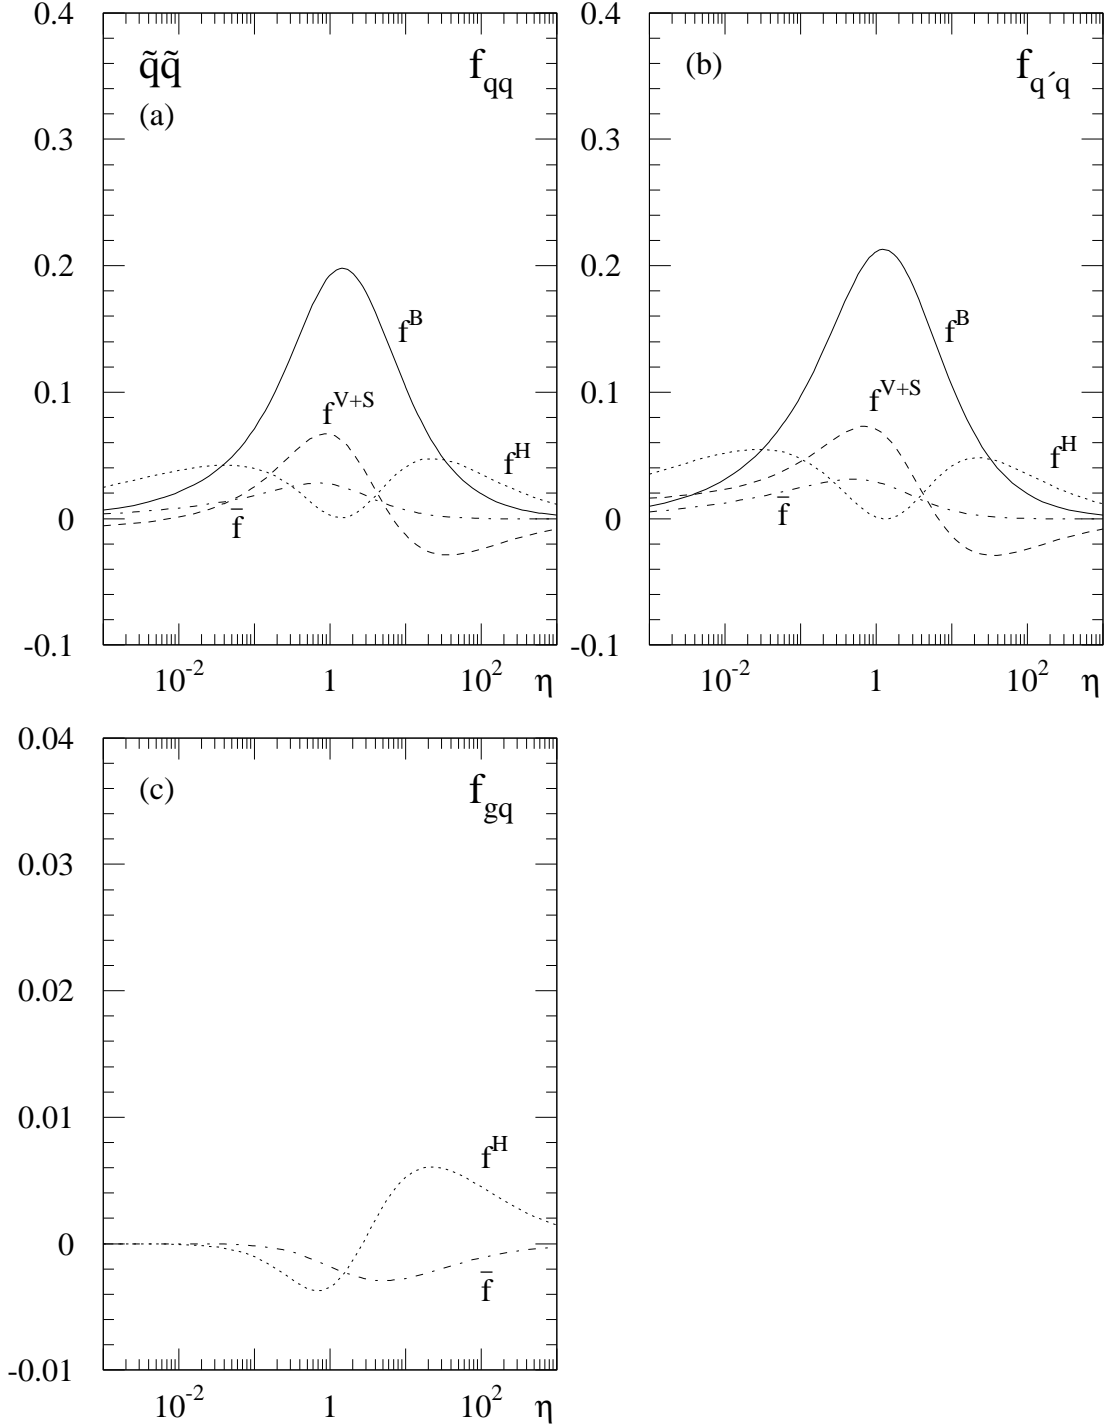 0.4
q̃q̃
f_qq
(a)
0.3
0.2
f^B
0.1
f^V+S
f^H
f̄
0
-0.1
10^-2
1
10^2
η
0.4
(b)
f_q´q
0.3
0.2
f^B
0.1
f^V+S
f^H
f̄
0
-0.1
10^-2
1
10^2
η
0.04
(c)
f_gq
0.03
0.02
0.01
f^H
0
f̄
-0.01
10^-2
1
10^2
η